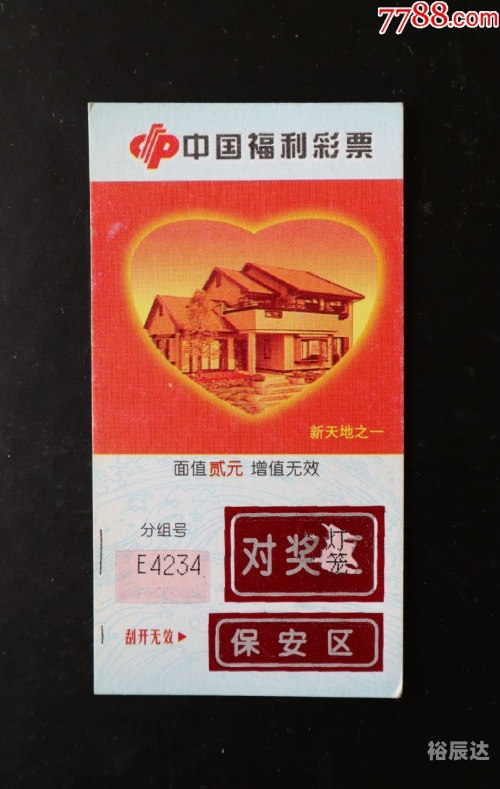 7788.com
中国福利彩票
新天地之一
面值贰元 增值无效
分组号
E4234
对奖区
灯笼
刮开无效
保安区
裕辰达